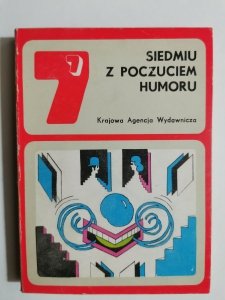 7
SIEDMIU
Z POCZUCIEM
HUMORU
Krajowa Agencja Wydawnicza